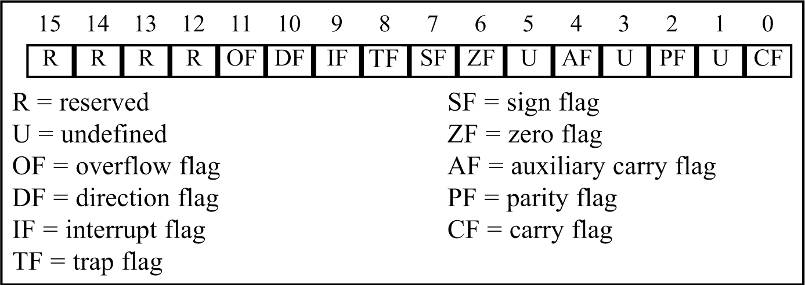 15 14 13 12 11 10 9 8 7 6 5 4 3 2 1 0
R R R R OF DF IF TF SF ZF U AF U PF U CF
R = reserved
U = undefined
OF = overflow flag
DF = direction flag
IF = interrupt flag
TF = trap flag
SF = sign flag
ZF = zero flag
AF = auxiliary carry flag
PF = parity flag
CF = carry flag